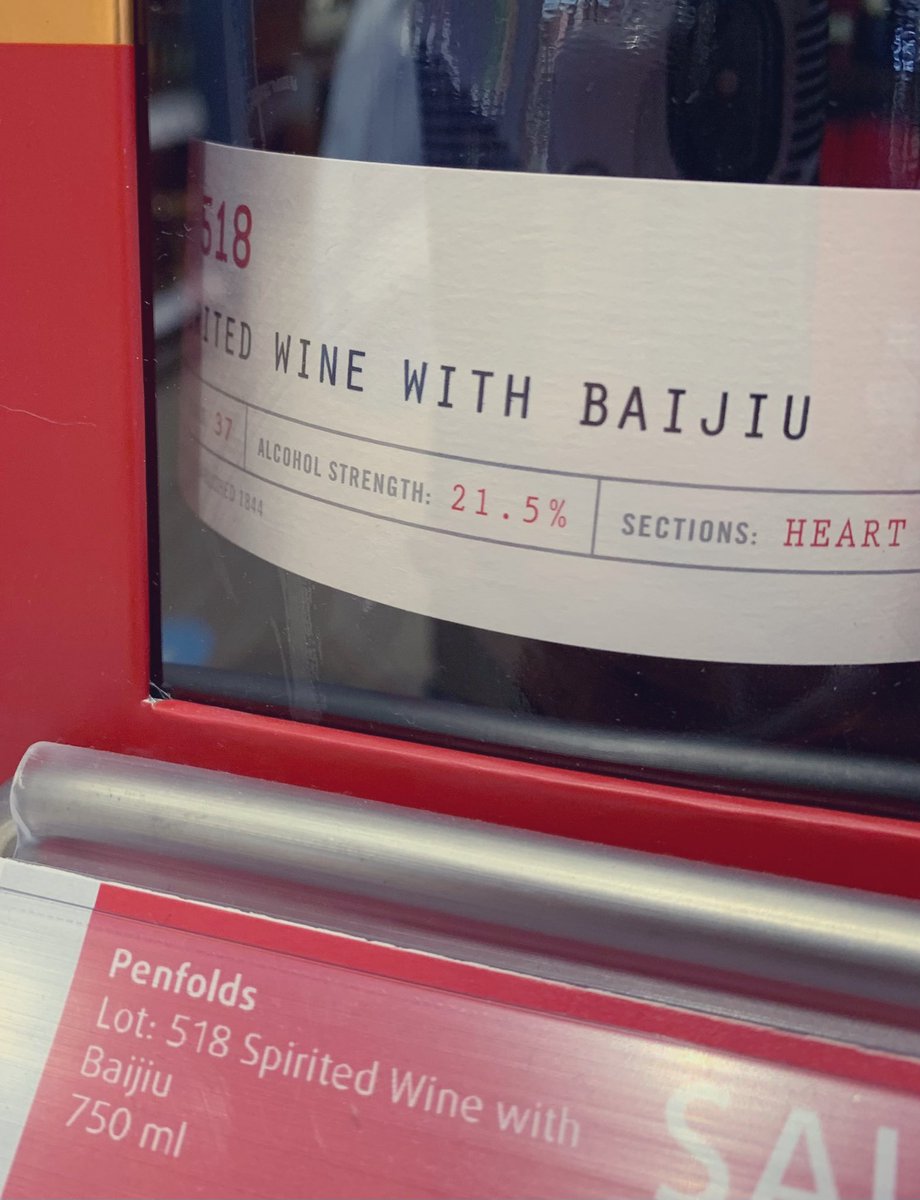 518
ITED WINE WITH BAIJIU
37 ALCOHOL STRENGTH: 21.5% SECTIONS: HEART
1844
Penfolds
Lot: 518 Spirited Wine with
Baijiu
750 ml
SAL